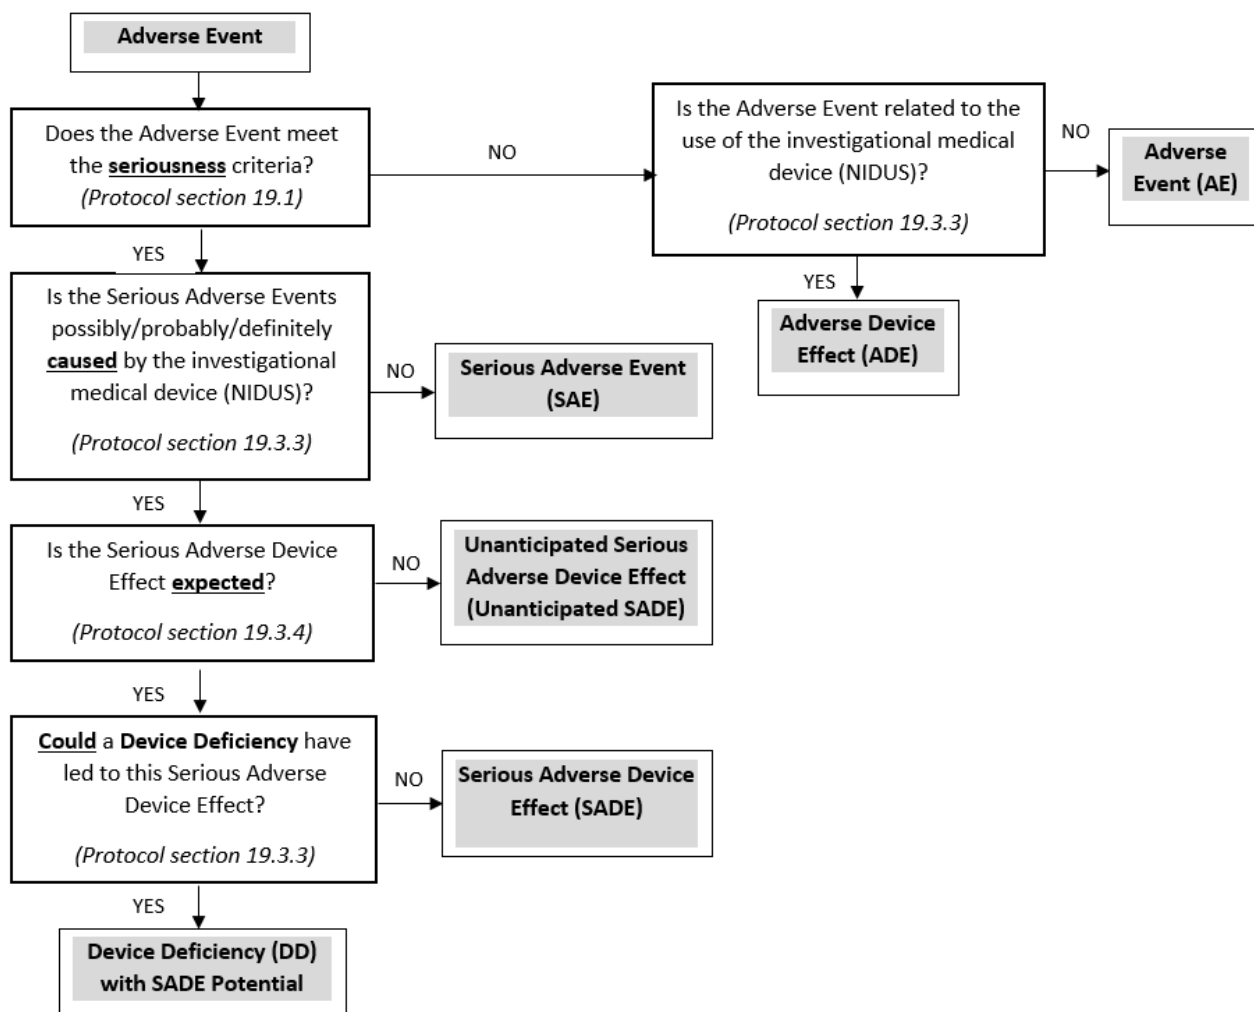 Adverse Event
Does the Adverse Event meet
the seriousness criteria?
(Protocol section 19.1)
NO
Is the Adverse Event related to the
use of the investigational medical
device (NIDUS)?
(Protocol section 19.3.3)
NO
Adverse
Event (AE)
YES
YES
Adverse Device
Effect (ADE)
Is the Serious Adverse Events
possibly/probably/definitely
caused by the investigational
medical device (NIDUS)?
(Protocol section 19.3.3)
NO
Serious Adverse Event
(SAE)
YES
Is the Serious Adverse Device
Effect expected?
(Protocol section 19.3.4)
NO
Unanticipated Serious
Adverse Device Effect
(Unanticipated SADE)
YES
Could a Device Deficiency have
led to this Serious Adverse
Device Effect?
(Protocol section 19.3.3)
NO
Serious Adverse Device
Effect (SADE)
YES
Device Deficiency (DD)
with SADE Potential